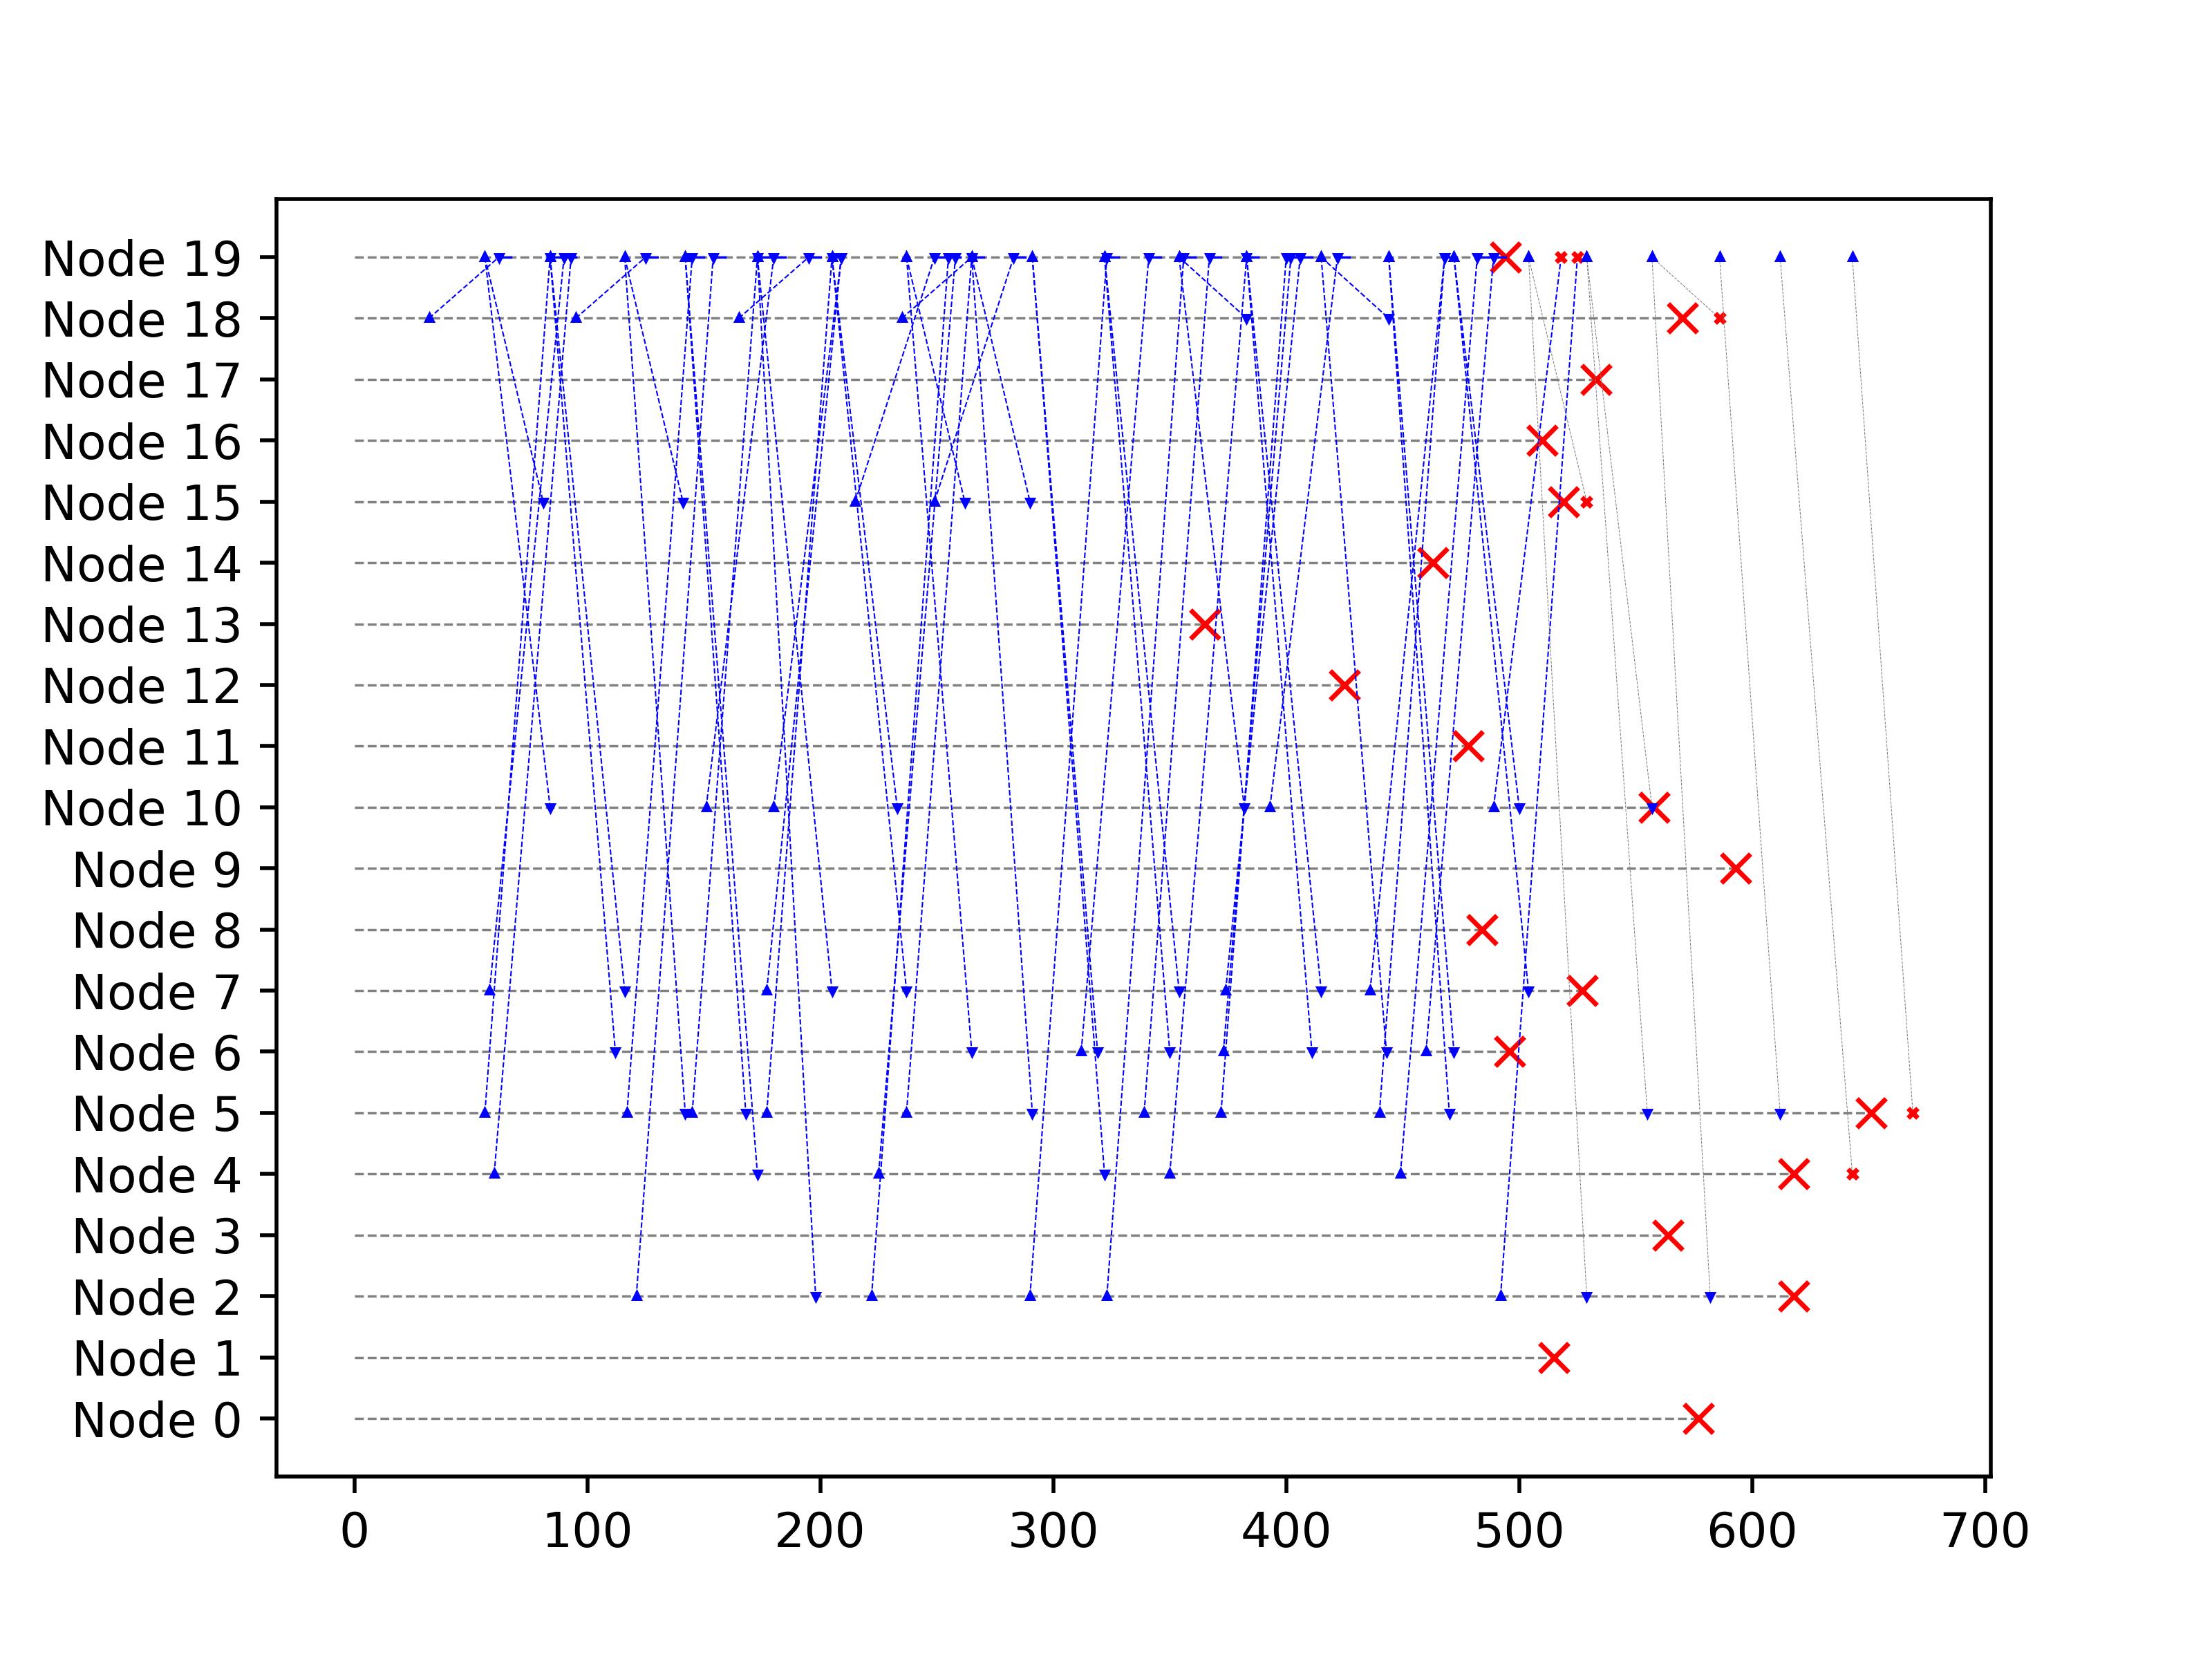 Node 19
Node 18
Node 17
Node 16
Node 15
Node 14
Node 13
Node 12
Node 11
Node 10
Node 9
Node 8
Node 7
Node 6
Node 5
Node 4
Node 3
Node 2
Node 1
Node 0
0 100 200 300 400 500 600 700